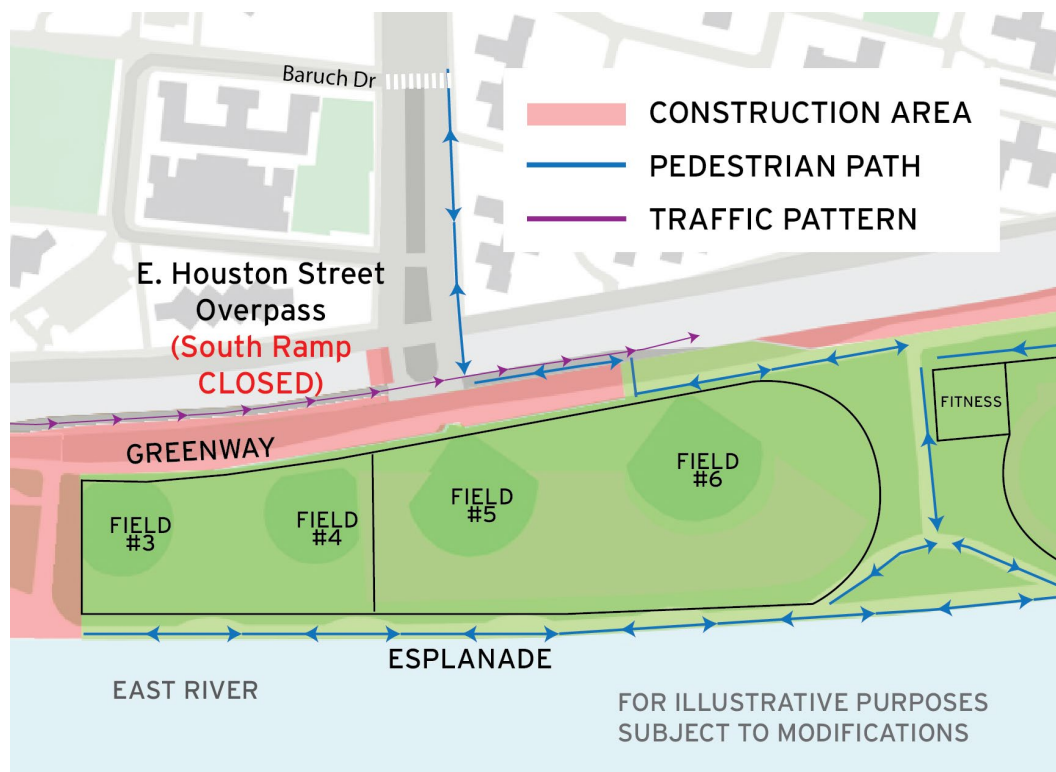 Baruch Dr
CONSTRUCTION AREA
PEDESTRIAN PATH
TRAFFIC PATTERN
E. Houston Street
Overpass
(South Ramp
CLOSED)
GREENWAY
FITNESS
FIELD
#3
FIELD
#4
FIELD
#5
FIELD
#6
ESPLANADE
EAST RIVER
FOR ILLUSTRATIVE PURPOSES
SUBJECT TO MODIFICATIONS